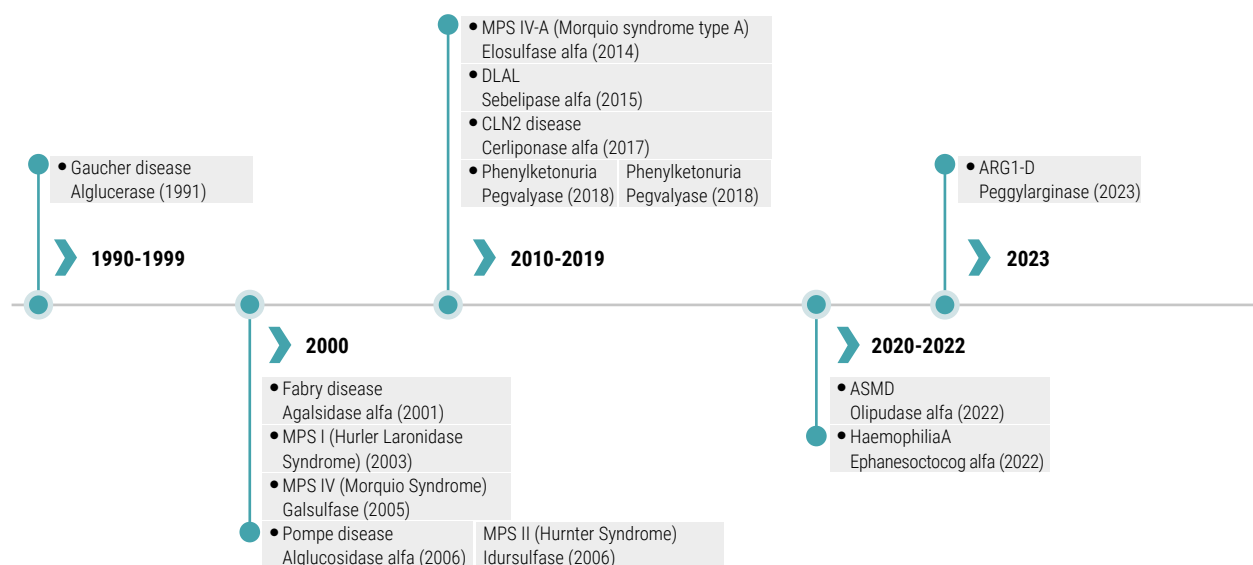 • MPS IV-A (Morquio syndrome type A)
Elosulfase alfa (2014)
• DLAL
Sebelipase alfa (2015)
• CLN2 disease
Cerliponase alfa (2017)
• Phenylketonuria
Pegvalyase (2018)
Phenylketonuria
Pegvalyase (2018)
• Gaucher disease
Alglucerase (1991)
• ARG1-D
Peggylarginase (2023)
1990-1999
2010-2019
2023
2000
2020-2022
• Fabry disease
Agalsidase alfa (2001)
• MPS I (Hurler Laronidase
Syndrome) (2003)
• MPS IV (Morquio Syndrome)
Galsulfase (2005)
• Pompe disease
Alglucosidase alfa (2006)
MPS II (Hurnter Syndrome)
Idursulfase (2006)
• ASMD
Olipudase alfa (2022)
• HaemophiliaA
Ephanesoctocog alfa (2022)